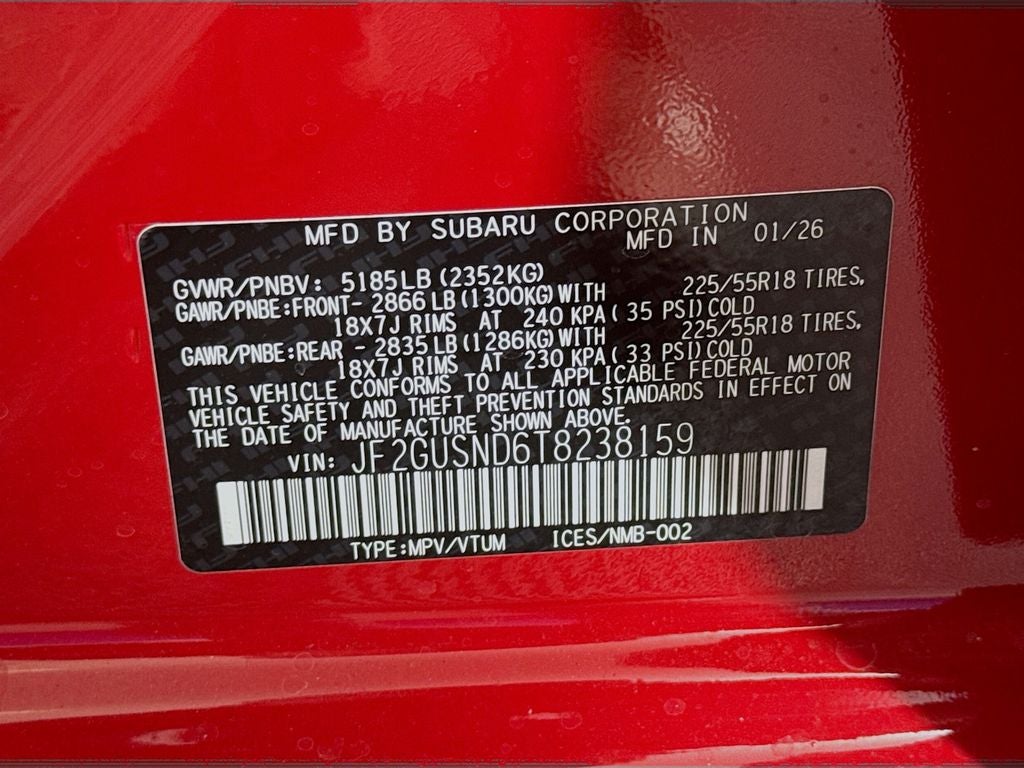 MFD BY SUBARU CORPORATION
MFD IN 01/26
GVWR/PNBV: 5185LB (2352KG)
GAWR/PNBE:FRONT- 2866 LB (1300KG) WITH 225/55R18 TIRES,
18X7J RIMS AT 240 KPA ( 35 PSI) COLD
GAWR/PNBE:REAR - 2835 LB (1286KG) WITH 225/55R18 TIRES,
18X7J RIMS AT 230 KPA ( 33 PSI) COLD
THIS VEHICLE CONFORMS TO ALL APPLICABLE FEDERAL MOTOR
VEHICLE SAFETY AND THEFT PREVENTION STANDARDS IN EFFECT ON
THE DATE OF MANUFACTURE SHOWN ABOVE.
VIN: JF2GUSND6T8238159
TYPE:MPV/VTUM ICES/NMB-002